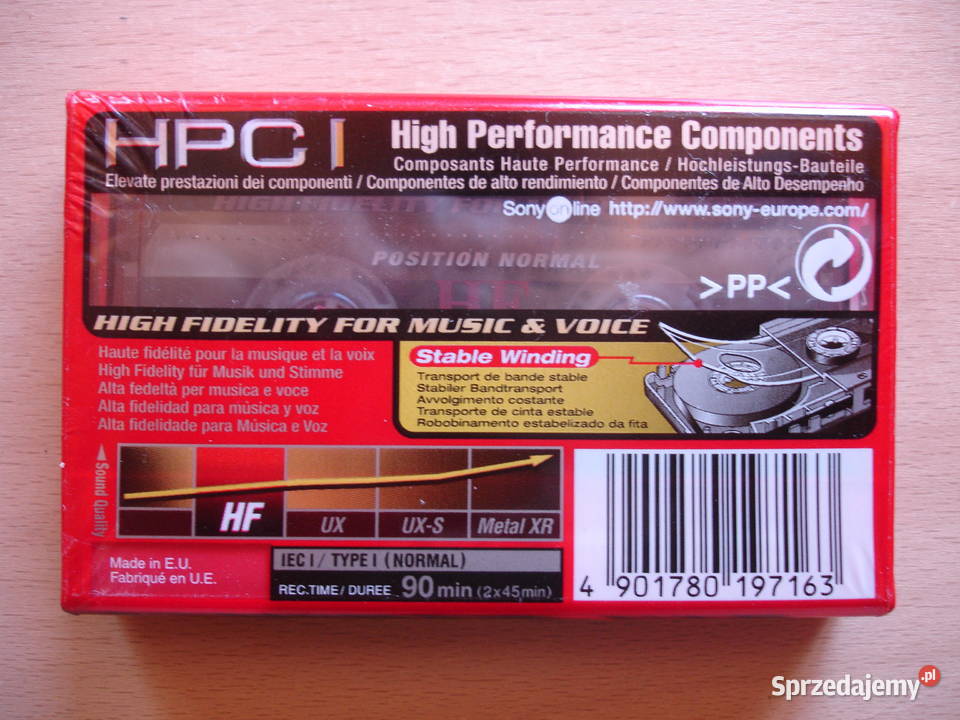 HPC I
High Performance Components
Composants Haute Performance / Hochleistungs-Bauteile
Elevate prestazioni dei componenti / Componentes de alto rendimiento / Componentes de Alto Desempenho
HIGH FIDELITY FO
Sony online http://www.sony-europe.com/
POSITION NORMAL
HF
>PP<
HIGH FIDELITY FOR MUSIC & VOICE
Haute fidélité pour la musique et la voix
High Fidelity für Musik und Stimme
Alta fedeltà per musica e voce
Alta fidelidad para música y voz
Alta fidelidade para Música e Voz
Stable Winding
Transport de bande stable
Stabiler Bandtransport
Avvolgimento costante
Transporte de cinta estable
Robobinamento estabelizado da fita
Sound Quality
HF
UX
UX-S
Metal XR
Made in E.U.
Fabriqué en U.E.
IEC I / TYPE I (NORMAL)
REC.TIME/ DUREE 90 min (2x45min)
4 901780 197163
Sprzedajemy.pl